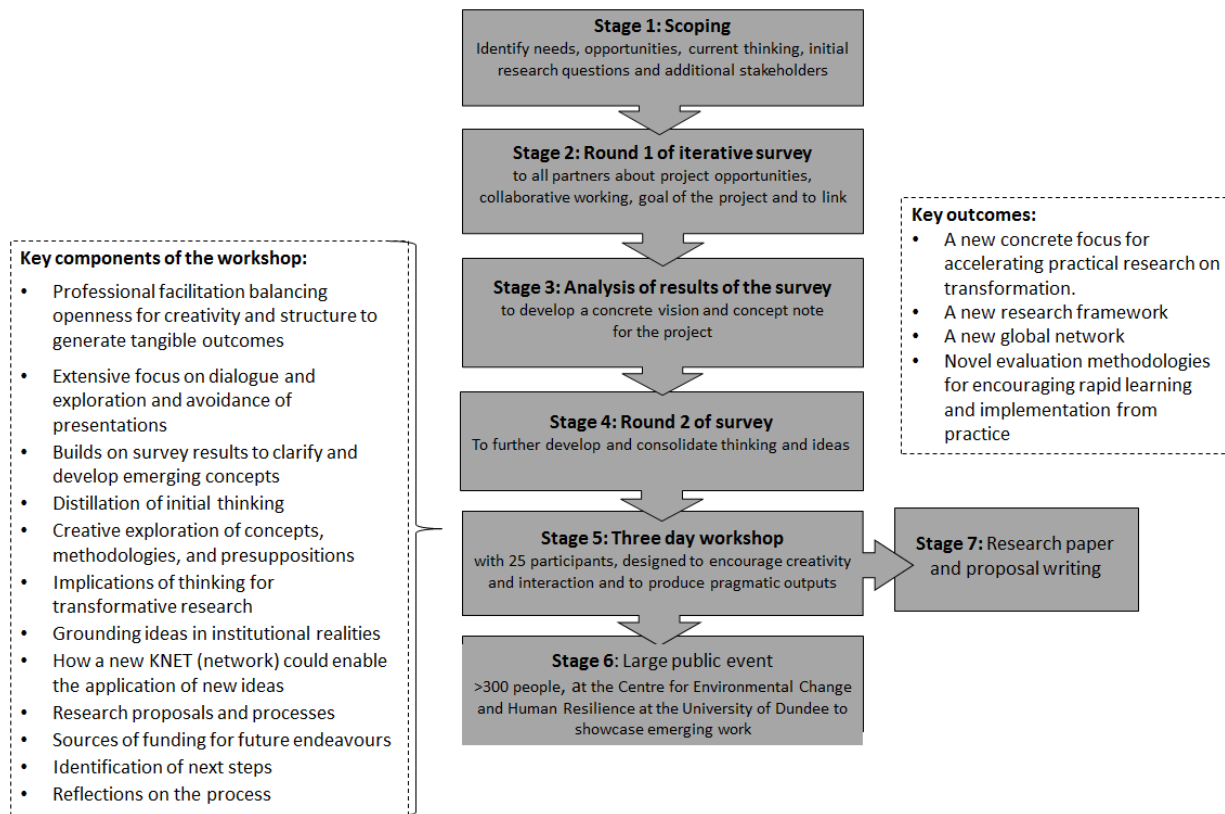 Stage 1: Scoping
Identify needs, opportunities, current thinking, initial
research questions and additional stakeholders
Stage 2: Round 1 of iterative survey
to all partners about project opportunities,
collaborative working, goal of the project and to link
Stage 3: Analysis of results of the survey
to develop a concrete vision and concept note
for the project
Stage 4: Round 2 of survey
To further develop and consolidate thinking and ideas
Stage 5: Three day workshop
with 25 participants, designed to encourage creativity
and interaction and to produce pragmatic outputs
Stage 6: Large public event
>300 people, at the Centre for Environmental Change
and Human Resilience at the University of Dundee to
showcase emerging work
Stage 7: Research paper
and proposal writing
Key components of the workshop:
• Professional facilitation balancing
openness for creativity and structure to
generate tangible outcomes
• Extensive focus on dialogue and
exploration and avoidance of
presentations
• Builds on survey results to clarify and
develop emerging concepts
• Distillation of initial thinking
• Creative exploration of concepts,
methodologies, and presuppositions
• Implications of thinking for
transformative research
• Grounding ideas in institutional realities
• How a new KNET (network) could enable
the application of new ideas
• Research proposals and processes
• Sources of funding for future endeavours
• Identification of next steps
• Reflections on the process
Key outcomes:
• A new concrete focus for
accelerating practical research on
transformation.
• A new research framework
• A new global network
• Novel evaluation methodologies
for encouraging rapid learning
and implementation from
practice